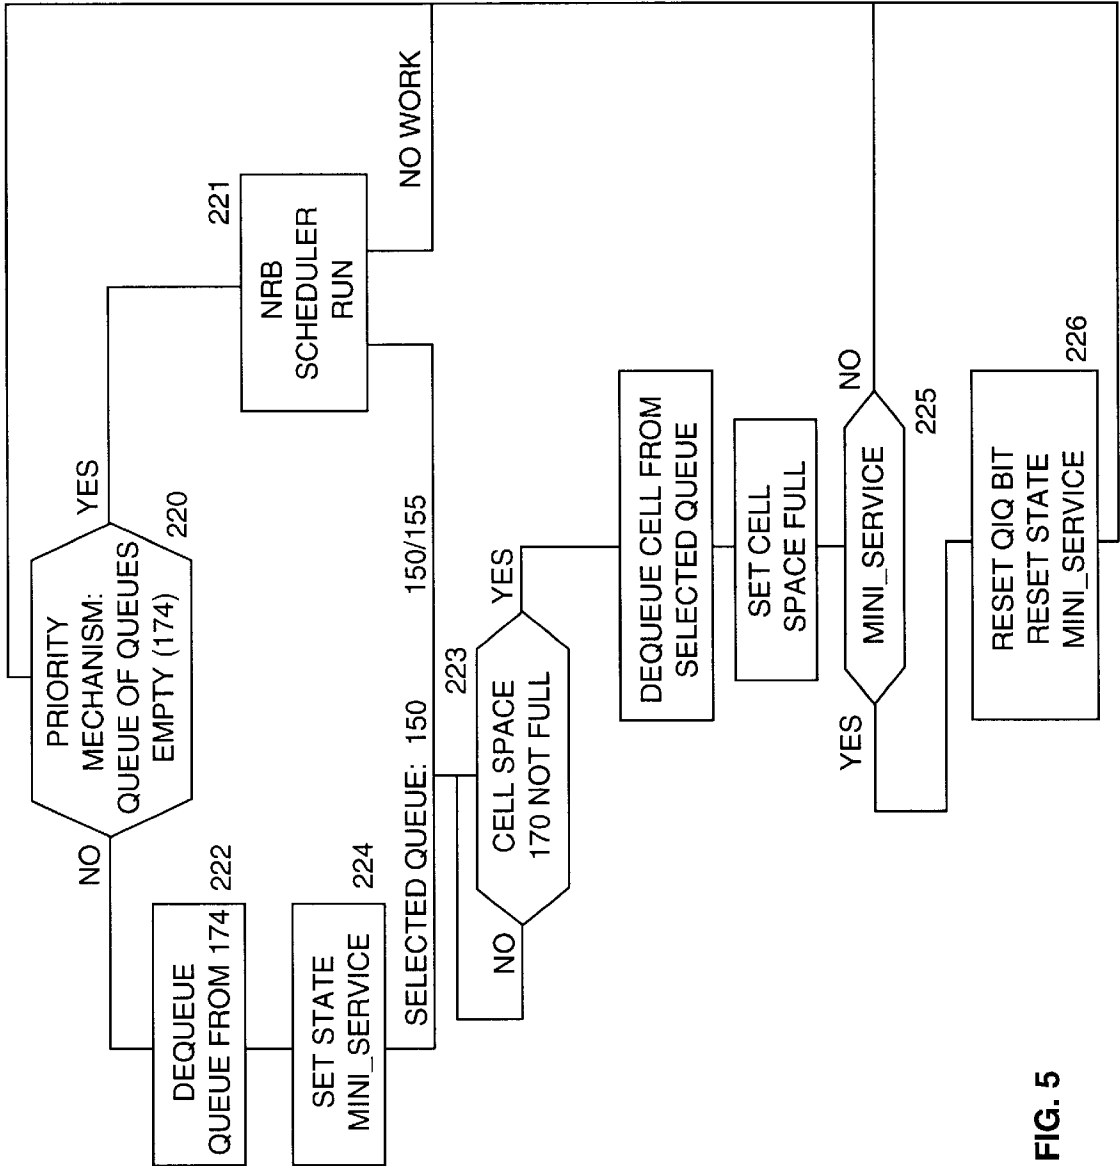 PRIORITY
MECHANISM:
QUEUE OF QUEUES
EMPTY (174)
220
NO
YES
DEQUEUE
QUEUE FROM 174
222
NRB
SCHEDULER
RUN
221
SET STATE
MINI_SERVICE
224
NO WORK
SELECTED QUEUE: 150
150/155
223
CELL SPACE
170 NOT FULL
NO
YES
DEQUEUE CELL FROM
SELECTED QUEUE
SET CELL
SPACE FULL
MINI_SERVICE
225
YES
NO
RESET QIQ BIT
RESET STATE
MINI_SERVICE
226
FIG. 5